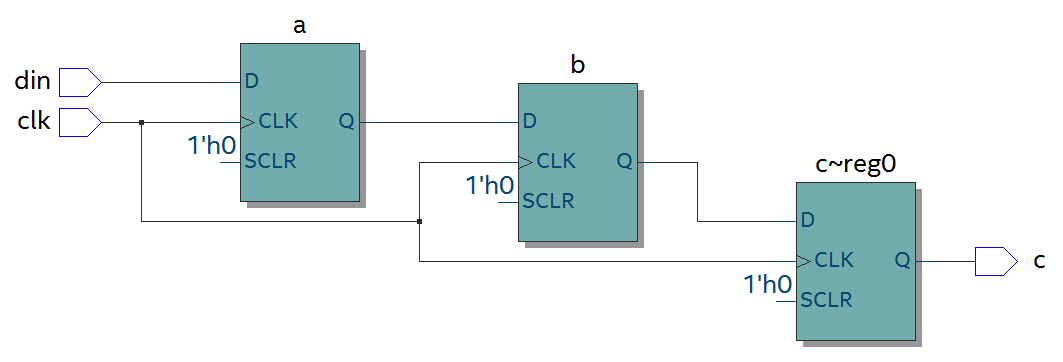 a
din
D
clk
CLK
Q
1'h0
SCLR
b
D
CLK
Q
1'h0
SCLR
c~reg0
D
CLK
Q
c
1'h0
SCLR